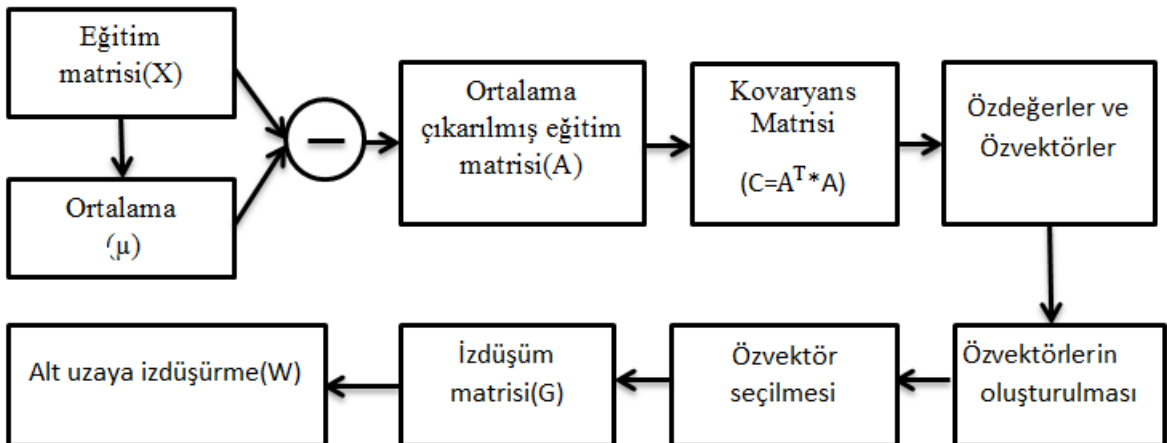 Eğitim
matrisi(X)
Ortalama
(µ)
−
Ortalama
çıkarılmış eğitim
matrisi(A)
Kovaryans
Matrisi
(C=Aᵀ*A)
Özdeğerler ve
Özvektörler
Özvektörlerin
oluşturulması
Özvektör
seçilmesi
İzdüşüm
matrisi(G)
Alt uzaya izdüşürme(W)